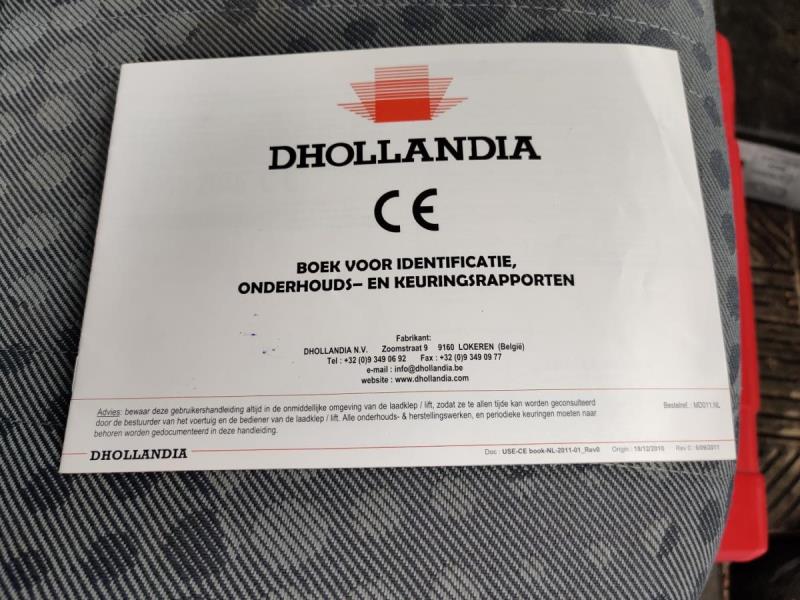 DHOLLANDIA
CE
BOEK VOOR IDENTIFICATIE,
ONDERHOUDS– EN KEURINGSRAPPORTEN
Fabrikant:
DHOLLANDIA N.V. Zoomstraat 9 9160 LOKEREN (België)
Tel : +32 (0)9 349 06 92 Fax : +32 (0)9 349 09 77
e-mail : info@dhollandia.be
website : www.dhollandia.com
Bestelref. : MD011.NL
Advies: bewaar deze gebruikershandleiding altijd in de onmiddellijke omgeving van de laadklep / lift, zodat ze te allen tijde kan worden geconsulteerd
door de bestuurder van het voertuig en de bediener van de laadklep / lift. Alle onderhouds- & herstellingswerken, en periodieke keuringen moeten naar
behoren worden gedocumenteerd in deze handleiding.
DHOLLANDIA
Doc : USE-CE book-NL-2011-01_Rev0 Origin : 18/12/2010 Rev 0 : 6/09/2011